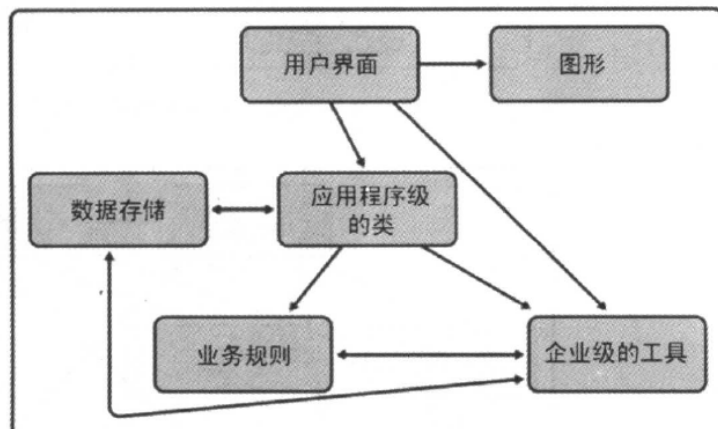 用户界面
图形
数据存储
应用程序级
的类
业务规则
企业级的工具